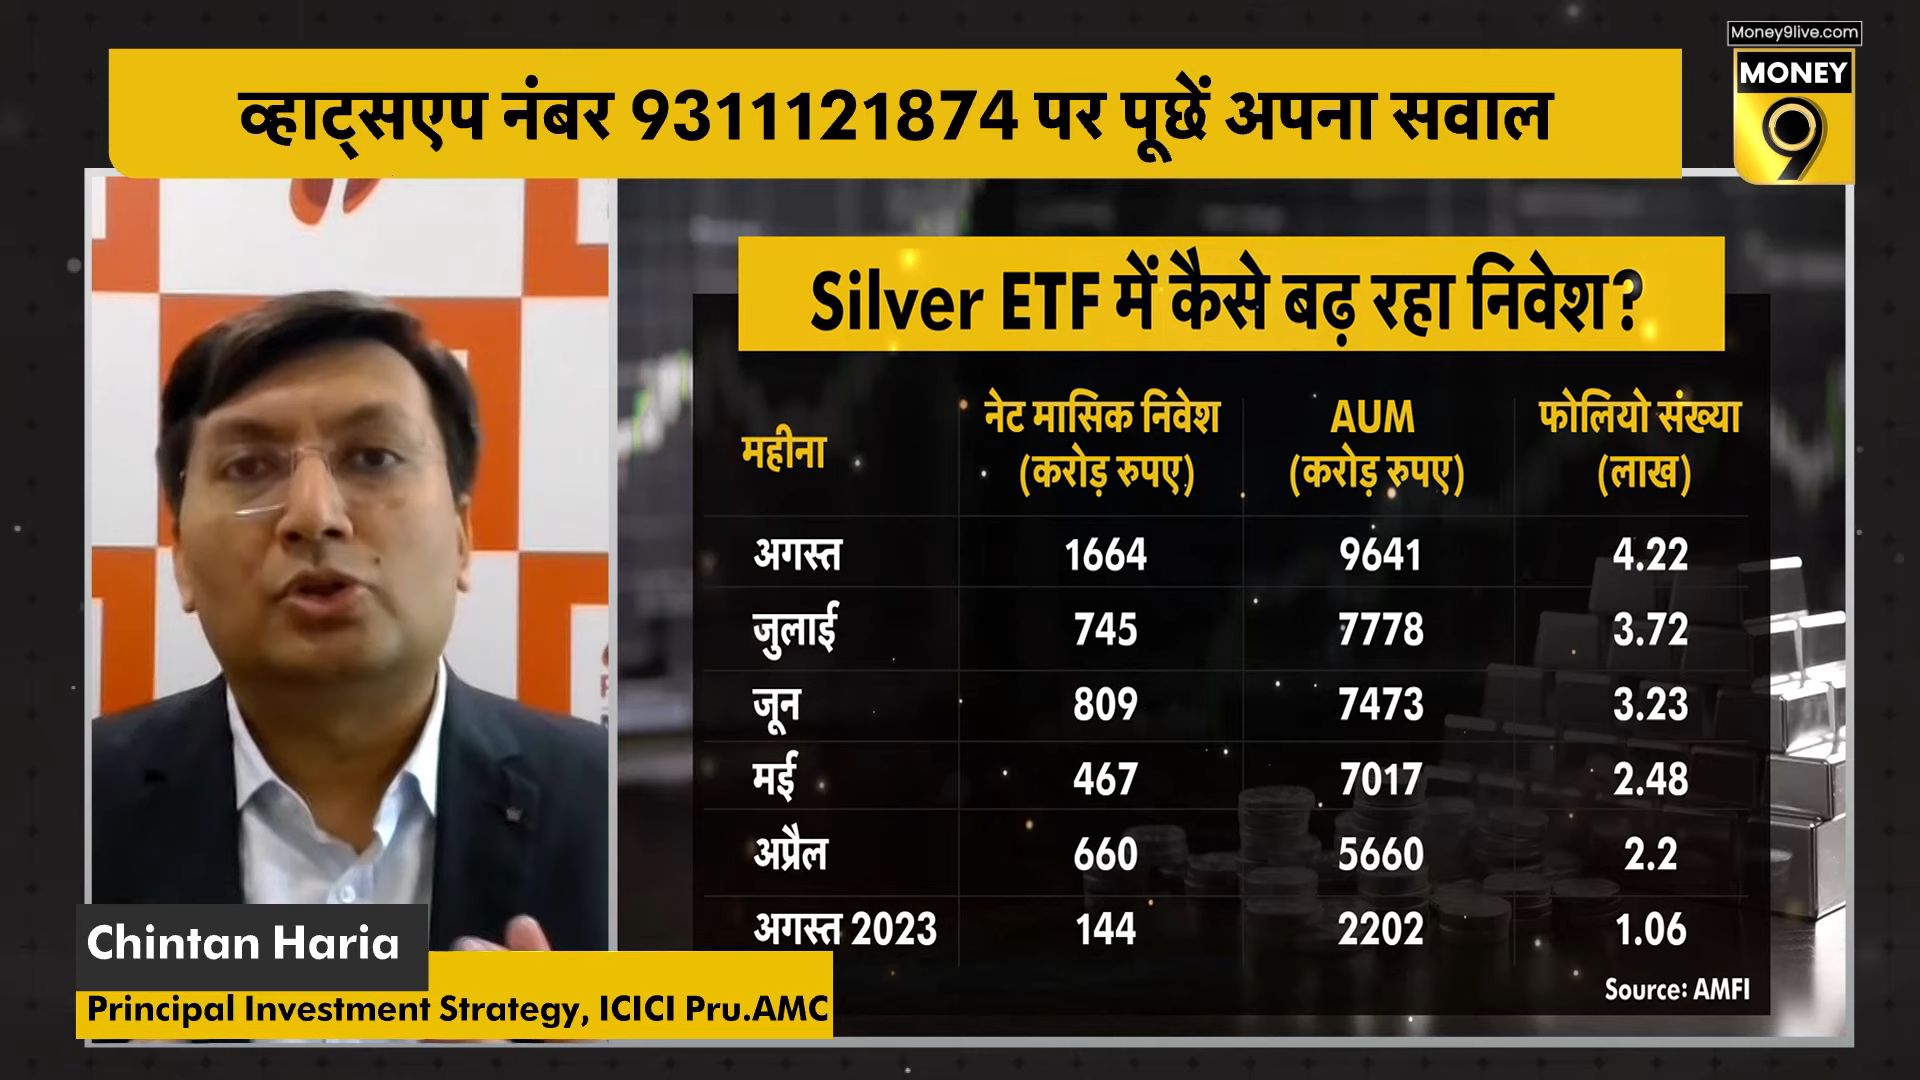 Money9live.com
MONEY
9
व्हाट्सएप नंबर 9311121874 पर पूछें अपना सवाल
Silver ETF में कैसे बढ़ रहा निवेश?
महीना नेट मासिक निवेश (करोड़ रुपए) AUM (करोड़ रुपए) फोलियो संख्या (लाख)
अगस्त 1664 9641 4.22
जुलाई 745 7778 3.72
जून 809 7473 3.23
मई 467 7017 2.48
अप्रैल 660 5660 2.2
अगस्त 2023 144 2202 1.06
Source: AMFI
Chintan Haria
Principal Investment Strategy, ICICI Pru.AMC